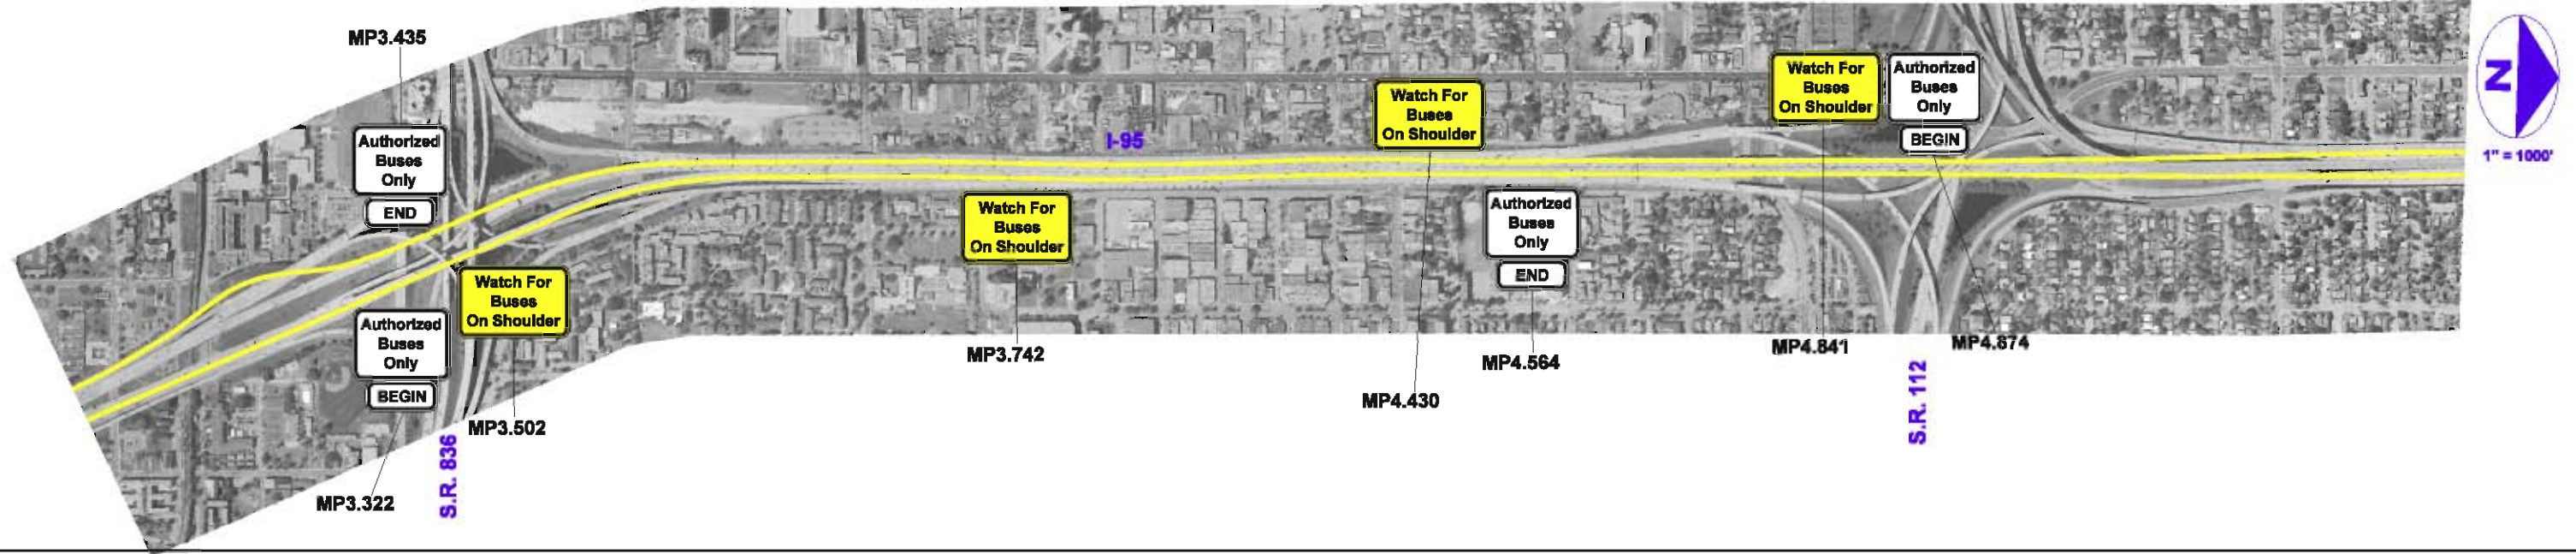 MP3.435
Authorized
Buses
Only
END
Authorized
Buses
Only
BEGIN
MP3.322
S.R. 836
Watch For
Buses
On Shoulder
MP3.502
I-95
Watch For
Buses
On Shoulder
MP3.742
Watch For
Buses
On Shoulder
MP4.430
Authorized
Buses
Only
END
MP4.564
Watch For
Buses
On Shoulder
MP4.841
Authorized
Buses
Only
BEGIN
MP4.874
S.R. 112
N
1" = 1000'